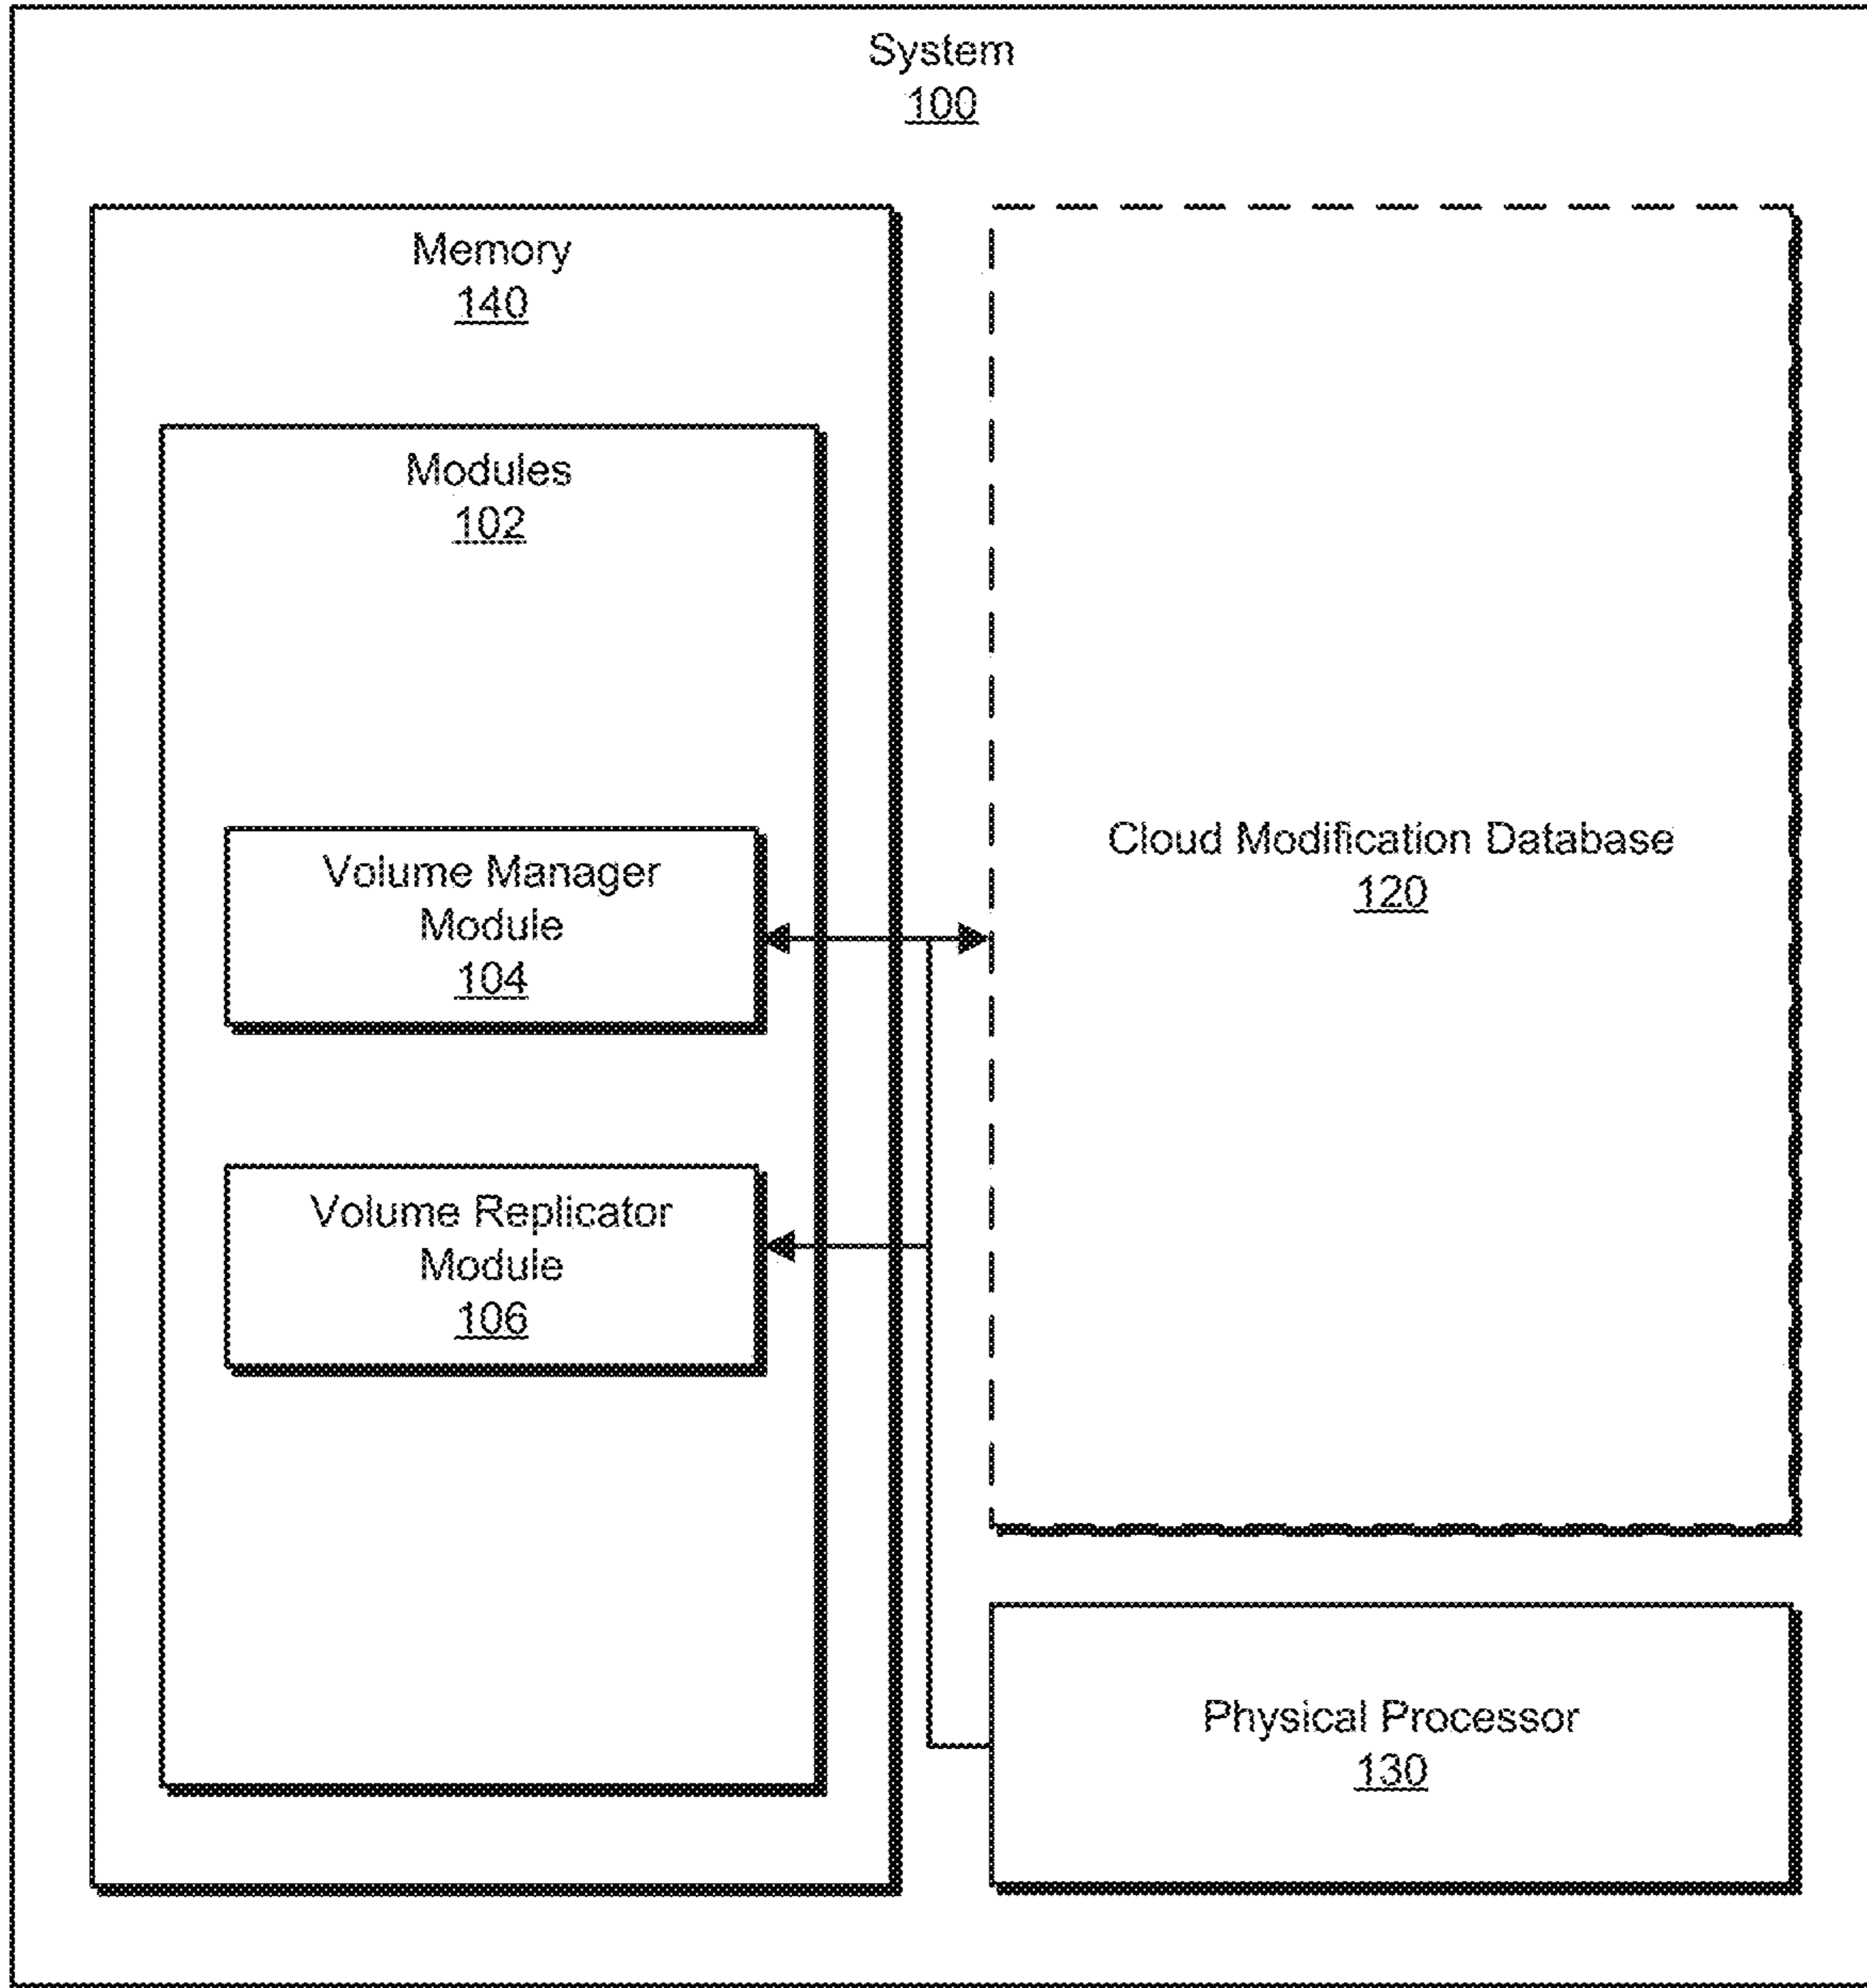 System
100
Memory
140
Modules
102
Volume Manager
Module
104
Volume Replicator
Module
106
Cloud Modification Database
120
Physical Processor
130